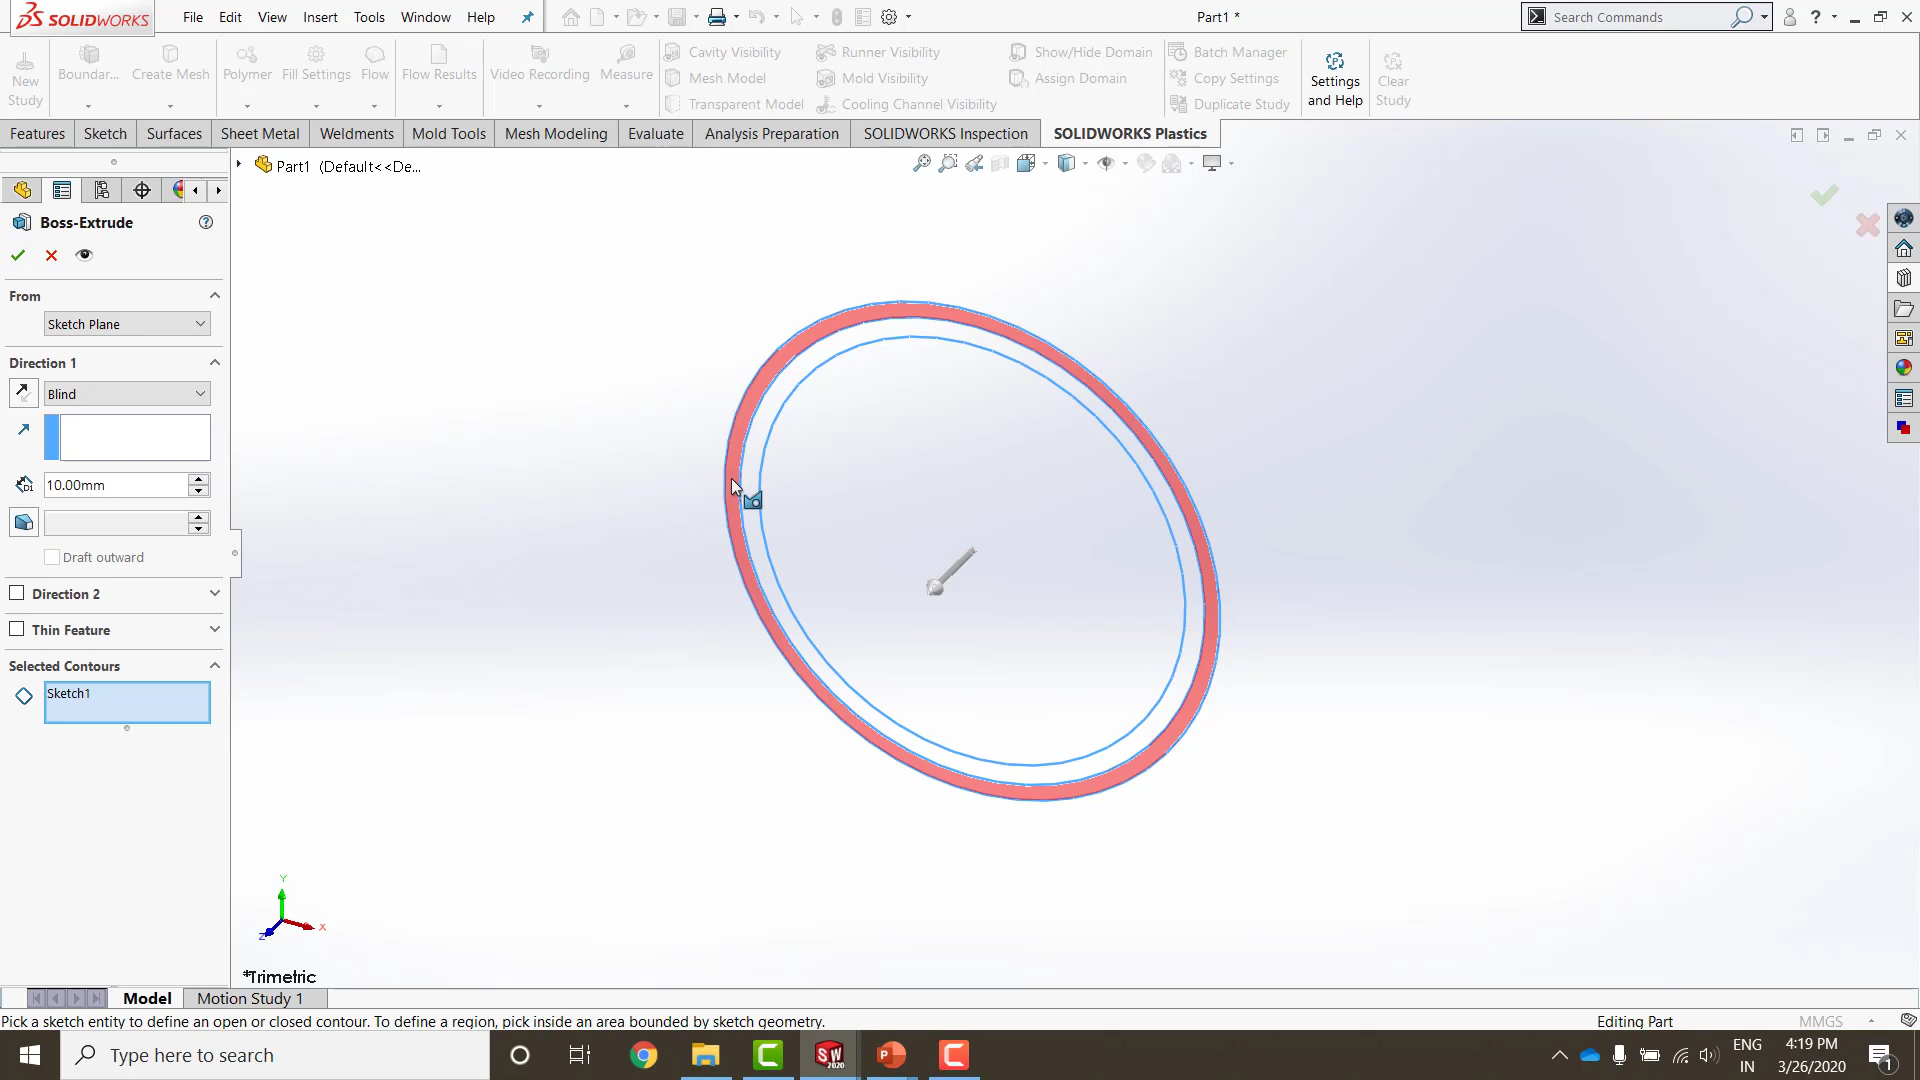 SOLIDWORKS
File Edit View Insert Tools Window Help
Part1 *
Search Commands
New Study
Boundar...
Create Mesh
Polymer
Fill Settings
Flow
Flow Results
Video Recording
Measure
Cavity Visibility
Mesh Model
Transparent Model
Runner Visibility
Mold Visibility
Cooling Channel Visibility
Show/Hide Domain
Assign Domain
Batch Manager
Copy Settings
Duplicate Study
Settings and Help
Clear Study
Features Sketch Surfaces Sheet Metal Weldments Mold Tools Mesh Modeling Evaluate Analysis Preparation SOLIDWORKS Inspection SOLIDWORKS Plastics
Part1 (Default<<De...
Boss-Extrude
From
Sketch Plane
Direction 1
Blind
10.00mm
Draft outward
Direction 2
Thin Feature
Selected Contours
Sketch1
Y
X
Z
*Trimetric
Model Motion Study 1
Pick a sketch entity to define an open or closed contour. To define a region, pick inside an area bounded by sketch geometry.
Editing Part
MMGS
Type here to search
SW
2020
P
ENG
IN
4:19 PM
3/26/2020
1